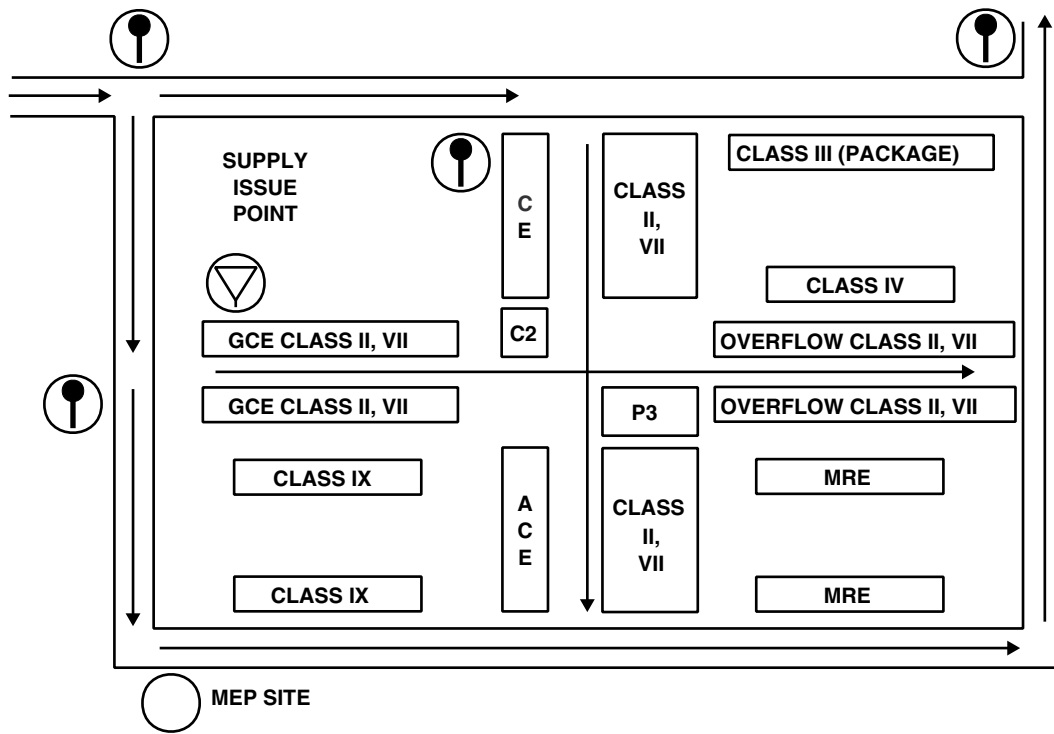 SUPPLY
ISSUE
POINT
C
E
CLASS
II,
VII
CLASS III (PACKAGE)
CLASS IV
GCE CLASS II, VII
C2
OVERFLOW CLASS II, VII
GCE CLASS II, VII
P3
OVERFLOW CLASS II, VII
CLASS IX
A
C
E
CLASS
II,
VII
MRE
CLASS IX
MRE
MEP SITE